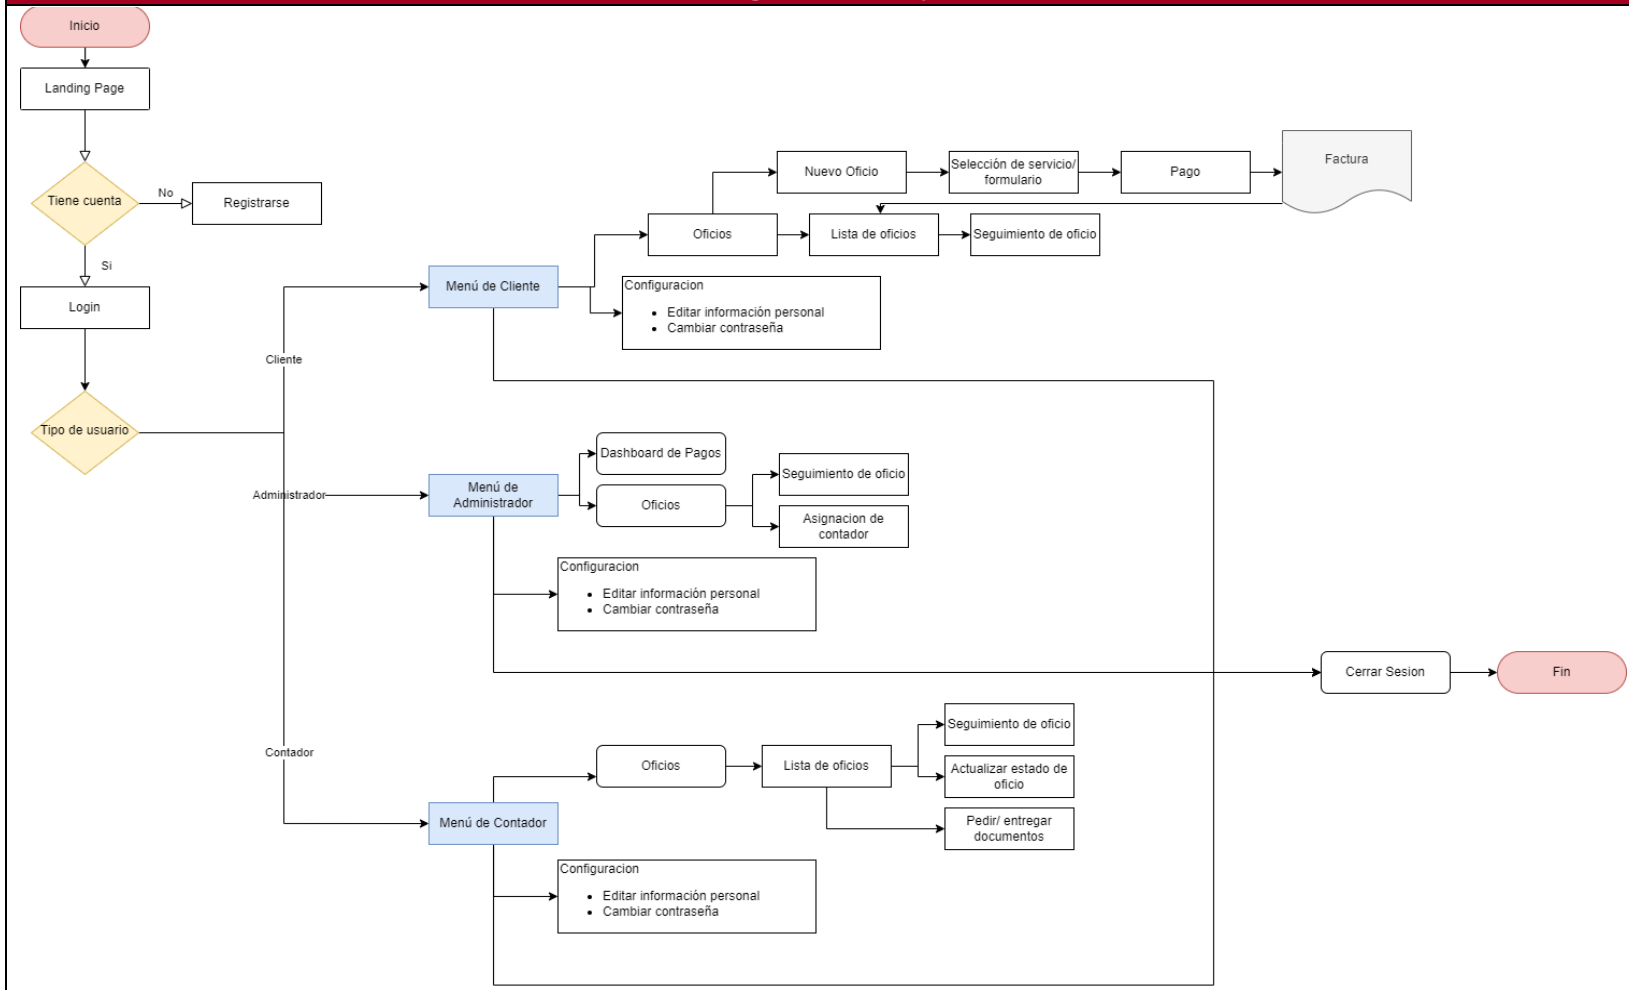 Inicio
Landing Page
Tiene cuenta
No
Registrarse
Si
Login
Tipo de usuario
Cliente
Administrador
Contador
Menú de Cliente
Oficios
Nuevo Oficio
Selección de servicio/
formulario
Pago
Factura
Lista de oficios
Seguimiento de oficio
Configuracion
• Editar información personal
• Cambiar contraseña
Menú de
Administrador
Dashboard de Pagos
Oficios
Seguimiento de oficio
Asignacion de
contador
Configuracion
• Editar información personal
• Cambiar contraseña
Cerrar Sesion
Fin
Menú de Contador
Oficios
Lista de oficios
Seguimiento de oficio
Actualizar estado de
oficio
Pedir/ entregar
documentos
Configuracion
• Editar información personal
• Cambiar contraseña